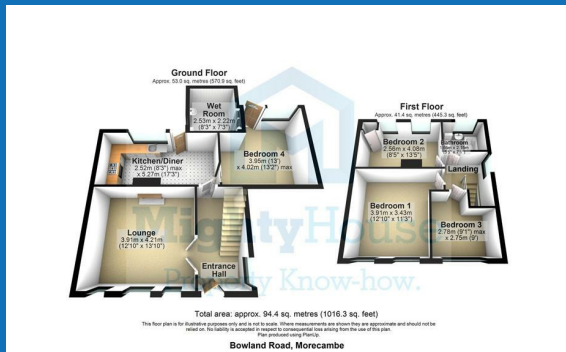 Ground Floor
Approx. 53.0 sq. metres (570.9 sq. feet)
Wet
Room
2.53m x 2.22m
(8'3" x 7'3")
Kitchen/Diner
2.52m (8'3") max
x 5.27m (17'3")
Bedroom 4
3.95m (13')
x 4.02m (13'2") max
Lounge
3.91m x 4.21m
(12'10" x 13'10")
Entrance
Hall
First Floor
Approx. 41.4 sq. metres (445.3 sq. feet)
Bedroom 2
2.56m x 4.08m
(8'5" x 13'5")
Bathroom
Landing
Bedroom 1
3.91m x 3.43m
(12'10" x 11'3")
Bedroom 3
2.78m (9'1") max
x 2.75m (9')
MightyHouse
Property Know-how.
Total area: approx. 94.4 sq. metres (1016.3 sq. feet)
This floor plan is for illustrative purposes only and is not to scale. Where measurements are shown they are approximate and should not be
relied on. No liability is accepted in respect to consequential loss arising from the use of this plan.
Plan produced using PlanUp.
Bowland Road, Morecambe